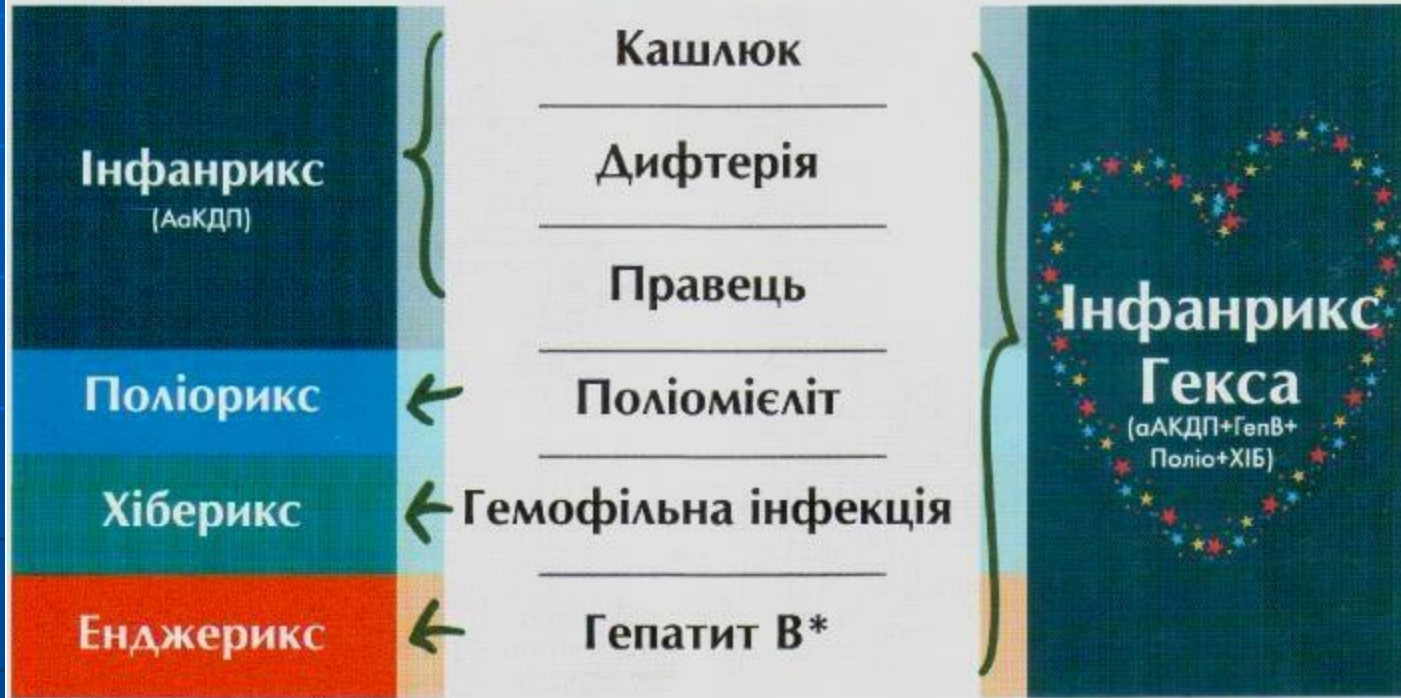 Інфанрикс
(АаКДП)
Поліорикс
Хіберикс
Енджерикс
Кашлюк
Дифтерія
Правець
Поліомієліт
Гемофільна інфекція
Гепатит В*
Інфанрикс
Гекса
(аАКДП+ГепВ+
Поліо+ХІБ)